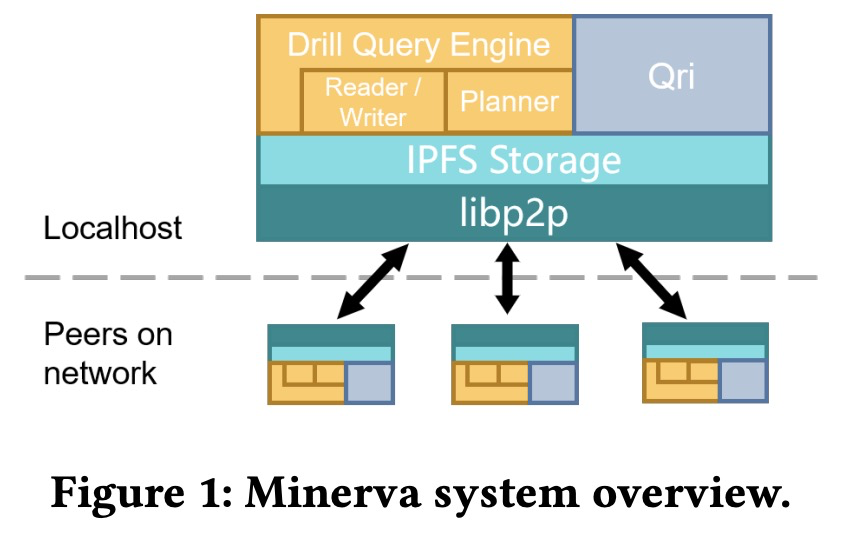 Drill Query Engine
Reader /
Writer
Planner
Qri
IPFS Storage
libp2p
Localhost
Peers on
network
Figure 1: Minerva system overview.